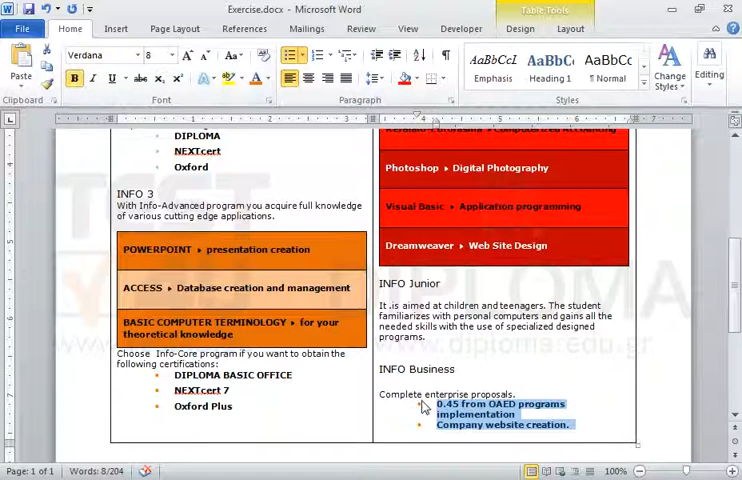 Exercise.docx - Microsoft Word
Table Tools
File Home Insert Page Layout References Mailings Review View Developer Design Layout
Verdana 8
Paste
B I U abc x₂ x²
AaBbCcI AaBbCc AaBbCc
Emphasis Heading 1 ¶ Normal
Change Styles
Editing
Clipboard Font Paragraph Styles
DIPLOMA
NEXTcert
Oxford
INFO 3
With Info-Advanced program you acquire full knowledge
of various cutting edge applications.
POWERPOINT ▸ presentation creation
ACCESS ▸ Database creation and management
BASIC COMPUTER TERMINOLOGY ▸ for your
theoretical knowledge
Choose Info-Core program if you want to obtain the
following certifications:
DIPLOMA BASIC OFFICE
NEXTcert 7
Oxford Plus
Photoshop ▸ Digital Photography
Visual Basic ▸ Application programming
Dreamweaver ▸ Web Site Design
INFO Junior
It .is aimed at children and teenagers. The student
familiarizes with personal computers and gains all the
needed skills with the use of specialized designed
programs.
INFO Business
Complete enterprise proposals.
0.45 from OAED programs
implementation
Company website creation.
TEST
DIPLOMA
Page: 1 of 1 Words: 8/204 100%